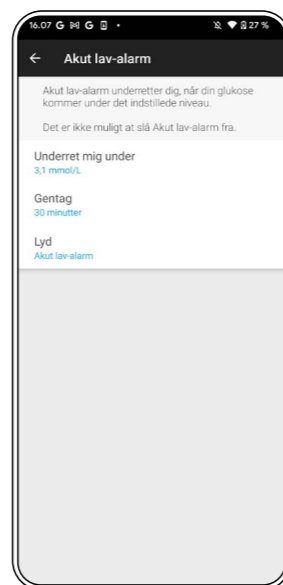 16.07 G M G 27 %
Akut lav-alarm
Akut lav-alarm underretter dig, når din glukose
kommer under det indstillede niveau.
Det er ikke muligt at slå Akut lav-alarm fra.
Underret mig under
3,1 mmol/L
Gentag
30 minutter
Lyd
Akut lav-alarm